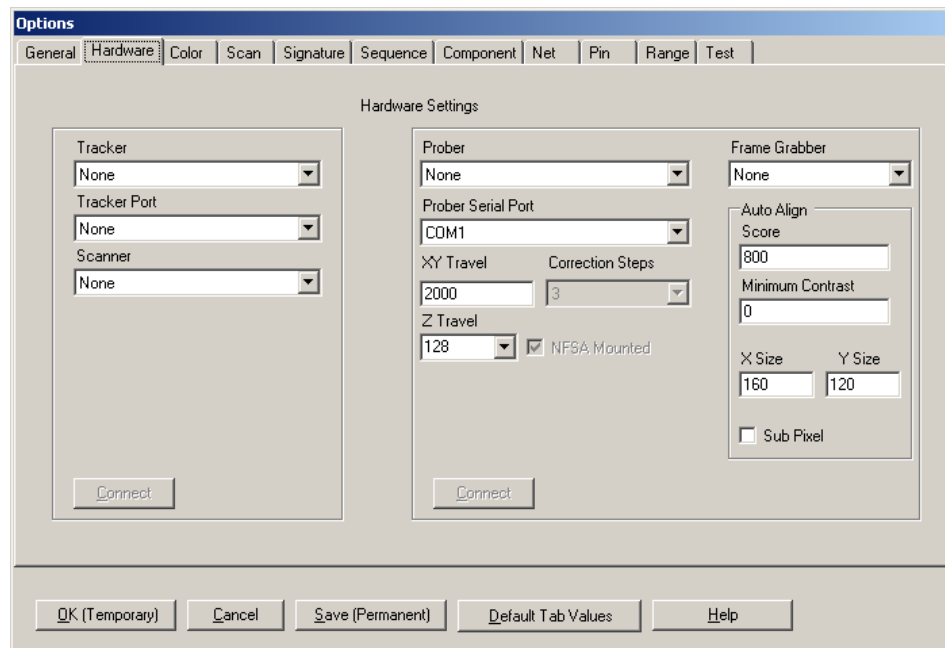 Options
General Hardware Color Scan Signature Sequence Component Net Pin Range Test
Hardware Settings
Tracker
None
Tracker Port
None
Scanner
None
Connect
Prober
None
Prober Serial Port
COM1
XY Travel Correction Steps
2000 3
Z Travel
128 NFSA Mounted
Connect
Frame Grabber
None
Auto Align
Score
800
Minimum Contrast
0
X Size Y Size
160 120
Sub Pixel
OK (Temporary) Cancel Save (Permanent) Default Tab Values Help